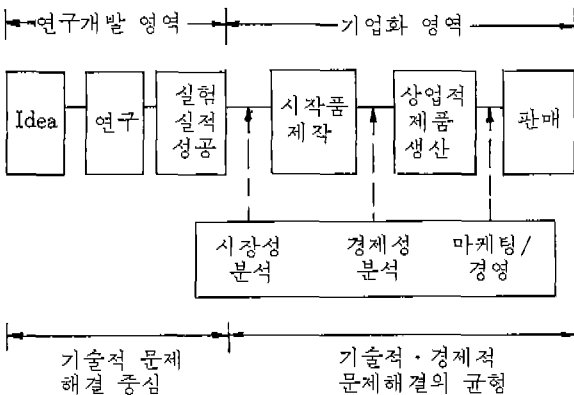 연구개발 영역 기업화 영역
Idea
연구
실험
실적
성공
시작품
제작
상업적
제품
생산
판매
시장성
분석
경제성
분석
마케팅/
경영
기술적 문제
해결 중심
기술적·경제적
문제해결의 균형